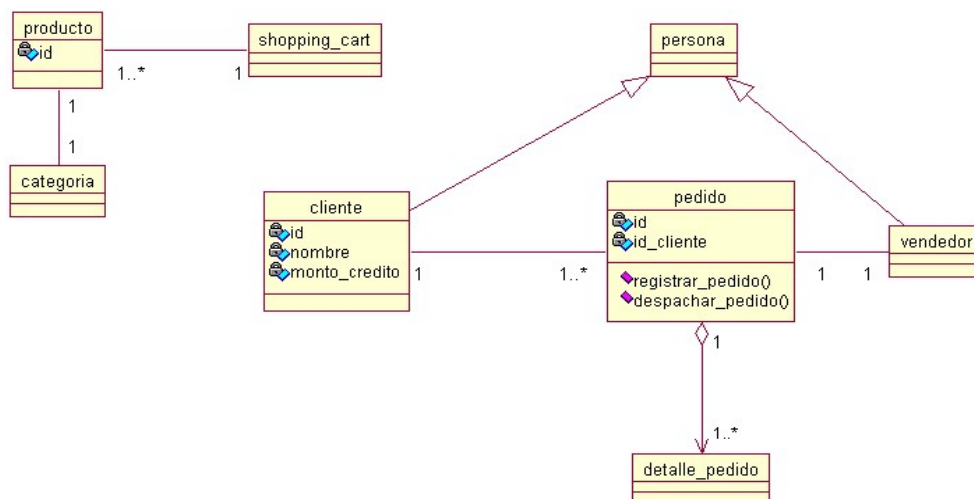 producto
id
1..*
1
shopping_cart
1
1
categoria
persona
cliente
id
nombre
monto_credito
1
1..*
pedido
id
id_cliente
registrar_pedido()
despachar_pedido()
1
1
vendedor
1
1..*
detalle_pedido